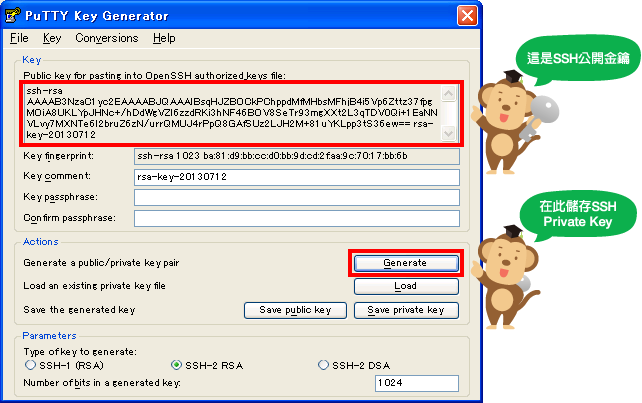 PuTTY Key Generator
File Key Conversions Help
Key
Public key for pasting into OpenSSH authorized_keys file:
ssh-rsa
AAAAB3NzaC1yc2EAAAABJQAAAIBsqHJZBOCkPChppdMfMHbsMFhjB4i5Vp6Zttz37fpg
MOiA8UKLYpJHNc+/hDdWgVZI6zzdRKi3hNF46BOV8SeTr93mgXXt2L3qTDV0Qi+1EaNN
VLvy7MXNTe6I2bruZ6zN/urrQMUJ4rPpQ8GAfSUz2LJH2M+81uYKLpp3tS36ew== rsa-
key-20130712
Key fingerprint:
ssh-rsa 1023 ba:81:d9:bb:cc:d0:bb:9d:cd:2f:aa:9c:70:17:bb:6b
Key comment:
rsa-key-20130712
Key passphrase:
Confirm passphrase:
Actions
Generate a public/private key pair
Generate
Load an existing private key file
Load
Save the generated key
Save public key
Save private key
Parameters
Type of key to generate:
SSH-1 (RSA)
SSH-2 RSA
SSH-2 DSA
Number of bits in a generated key:
1024
這是SSH公開金鑰
在此儲存SSH
Private Key